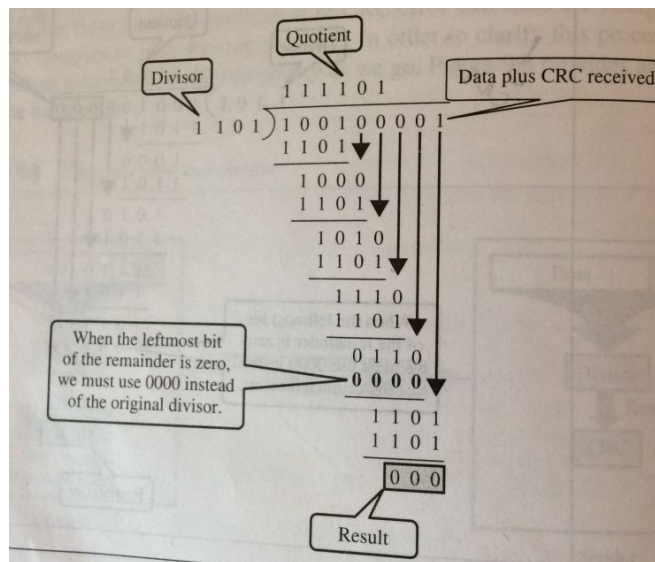 Quotient
Divisor
1 1 1 1 0 1
Data plus CRC received
1 1 0 1 ) 1 0 0 1 0 0 0 0 1
1 1 0 1
1 0 0 0
1 1 0 1
1 0 1 0
1 1 0 1
1 1 1 0
1 1 0 1
When the leftmost bit
of the remainder is zero,
we must use 0000 instead
of the original divisor.
0 1 1 0
0 0 0 0
1 1 0 1
1 1 0 1
0 0 0
Result